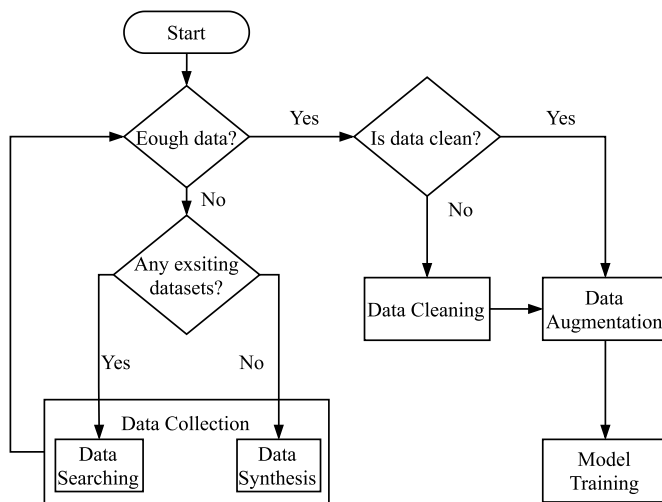 Start
Eough data?
Yes
Is data clean?
Yes
No
No
Any exsiting
datasets?
Data Cleaning
Data
Augmentation
Yes
No
Data Collection
Data
Searching
Data
Synthesis
Model
Training